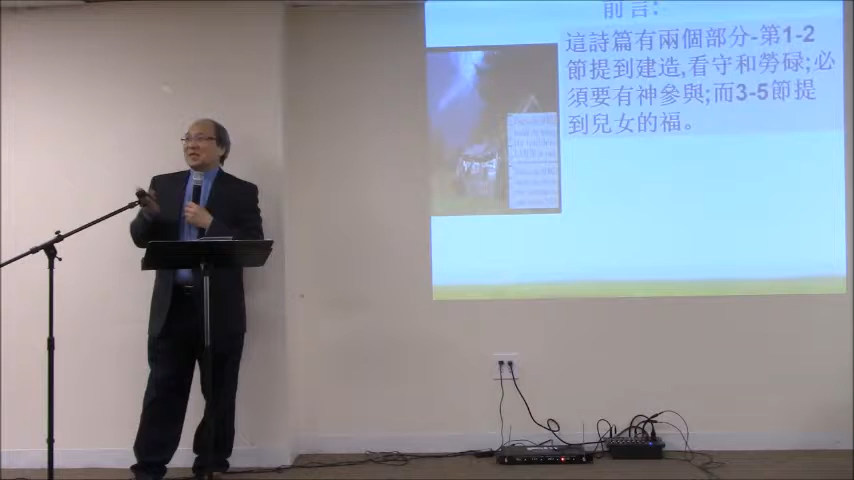 前言:
這詩篇有兩個部分-第1-2
節提到建造,看守和勞碌;必
須要有神參與;而3-5節提
到兒女的福。